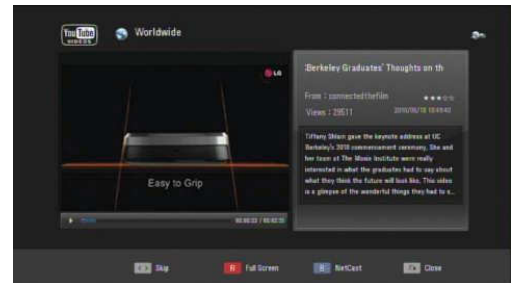 You Tube
VIDEOS
Worldwide
LG
Easy to Grip
:Berkeley Graduates' Thoughts on th
From : connectedthefilm
Views : 29511
Tiffany Shlain gave the keynote address at UC
Berkeley's 2010 commencement ceremony. She and
her team at The Moxie Institute were really
interested in what the graduates had to say about
what they think the future will look like. This video
is a glimpse of the wonderful things they had to s...
Skip
R Full Screen
B NetCast
Close